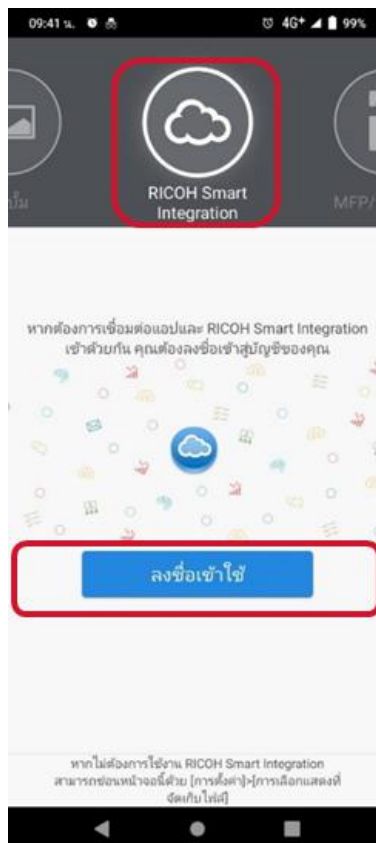 09:41 น.
4G+
99%
RICOH Smart
Integration
MFP/
หากต้องการเชื่อมต่อแอปและ RICOH Smart Integration
เข้าด้วยกัน คุณต้องลงชื่อเข้าสู่บัญชีของคุณ
ลงชื่อเข้าใช้
หากไม่ต้องการใช้งาน RICOH Smart Integration
สามารถซ่อนหน้าจอนี้ด้วย [การตั้งค่า]>[การเลือกแสดงที่
จัดเก็บไฟล์]